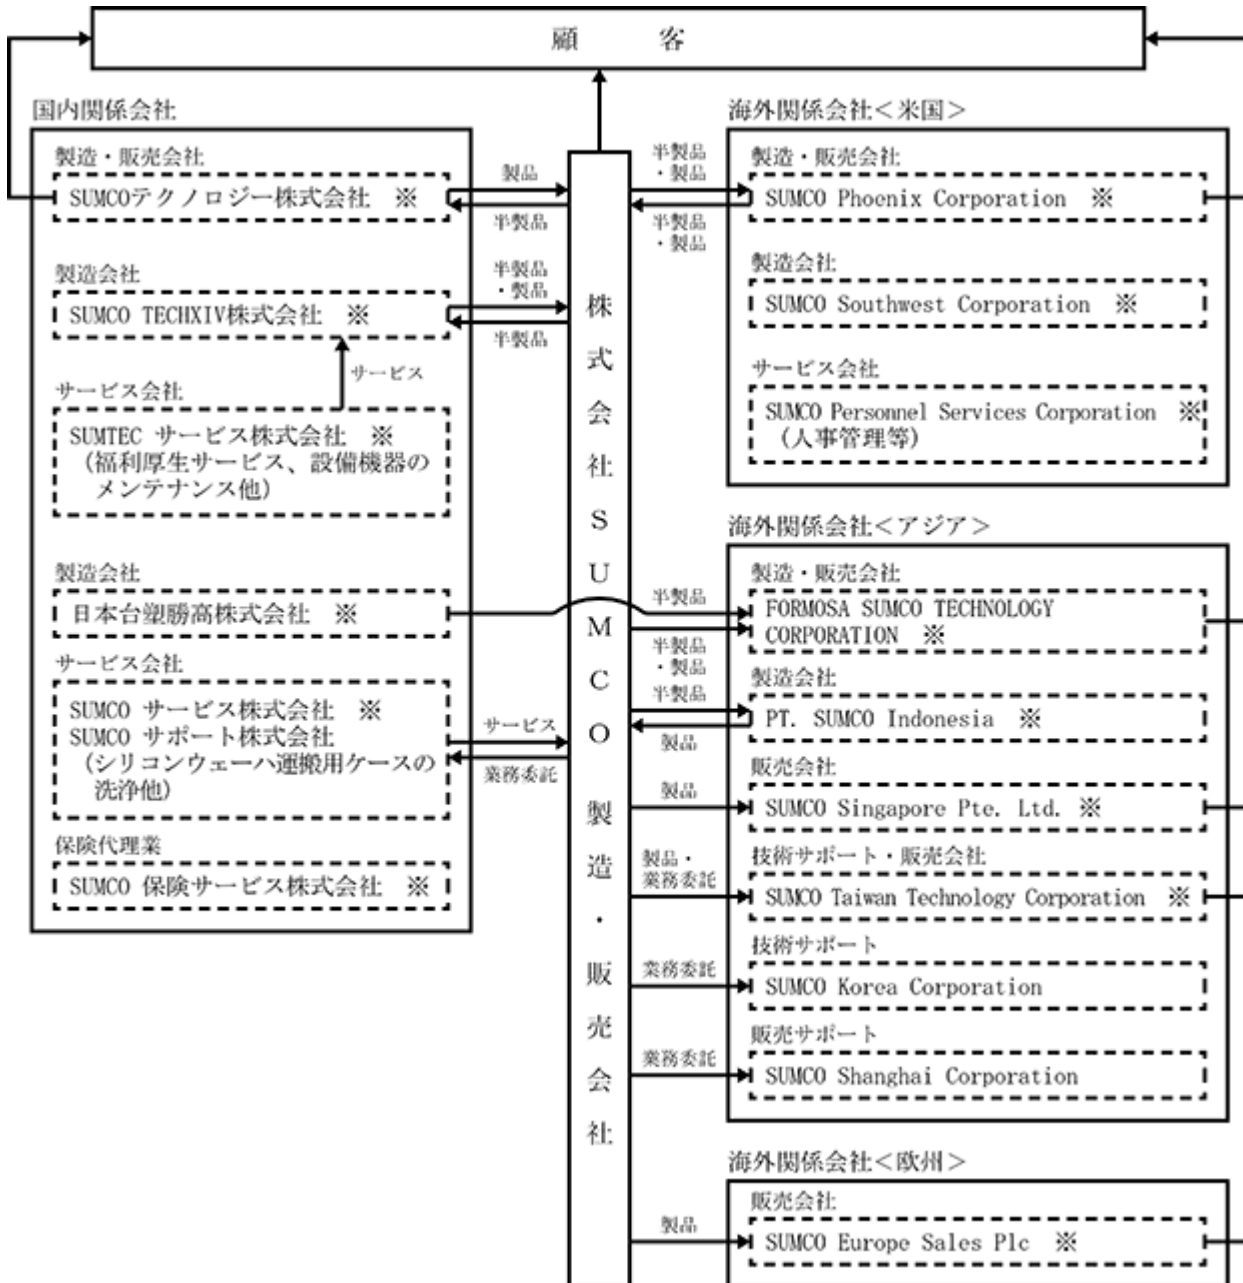 顧客
国内関係会社
製造・販売会社
SUMCOテクノロジー株式会社 ※
製品
半製品
製造会社
SUMCO TECHXIV株式会社 ※
半製品
・製品
半製品
サービス
サービス会社
SUMTEC サービス株式会社 ※
(福利厚生サービス、設備機器の
メンテナンス他)
製造会社
日本台塑勝高株式会社 ※
サービス会社
SUMCO サービス株式会社 ※
SUMCO サポート株式会社
(シリコンウェーハ運搬用ケースの
洗浄他)
サービス
業務委託
保険代理業
SUMCO 保険サービス株式会社 ※
株式会社SUMCO 製造・販売会社
海外関係会社<米国>
半製品
・製品
半製品
・製品
製造・販売会社
SUMCO Phoenix Corporation ※
製造会社
SUMCO Southwest Corporation ※
サービス会社
SUMCO Personnel Services Corporation ※
(人事管理等)
海外関係会社<アジア>
製造・販売会社
半製品
FORMOSA SUMCO TECHNOLOGY
CORPORATION ※
半製品
・製品
製造会社
半製品
PT. SUMCO Indonesia ※
製品
販売会社
製品
SUMCO Singapore Pte. Ltd. ※
技術サポート・販売会社
製品・
業務委託
SUMCO Taiwan Technology Corporation ※
技術サポート
業務委託
SUMCO Korea Corporation
販売サポート
業務委託
SUMCO Shanghai Corporation
海外関係会社<欧州>
販売会社
製品
SUMCO Europe Sales Plc ※